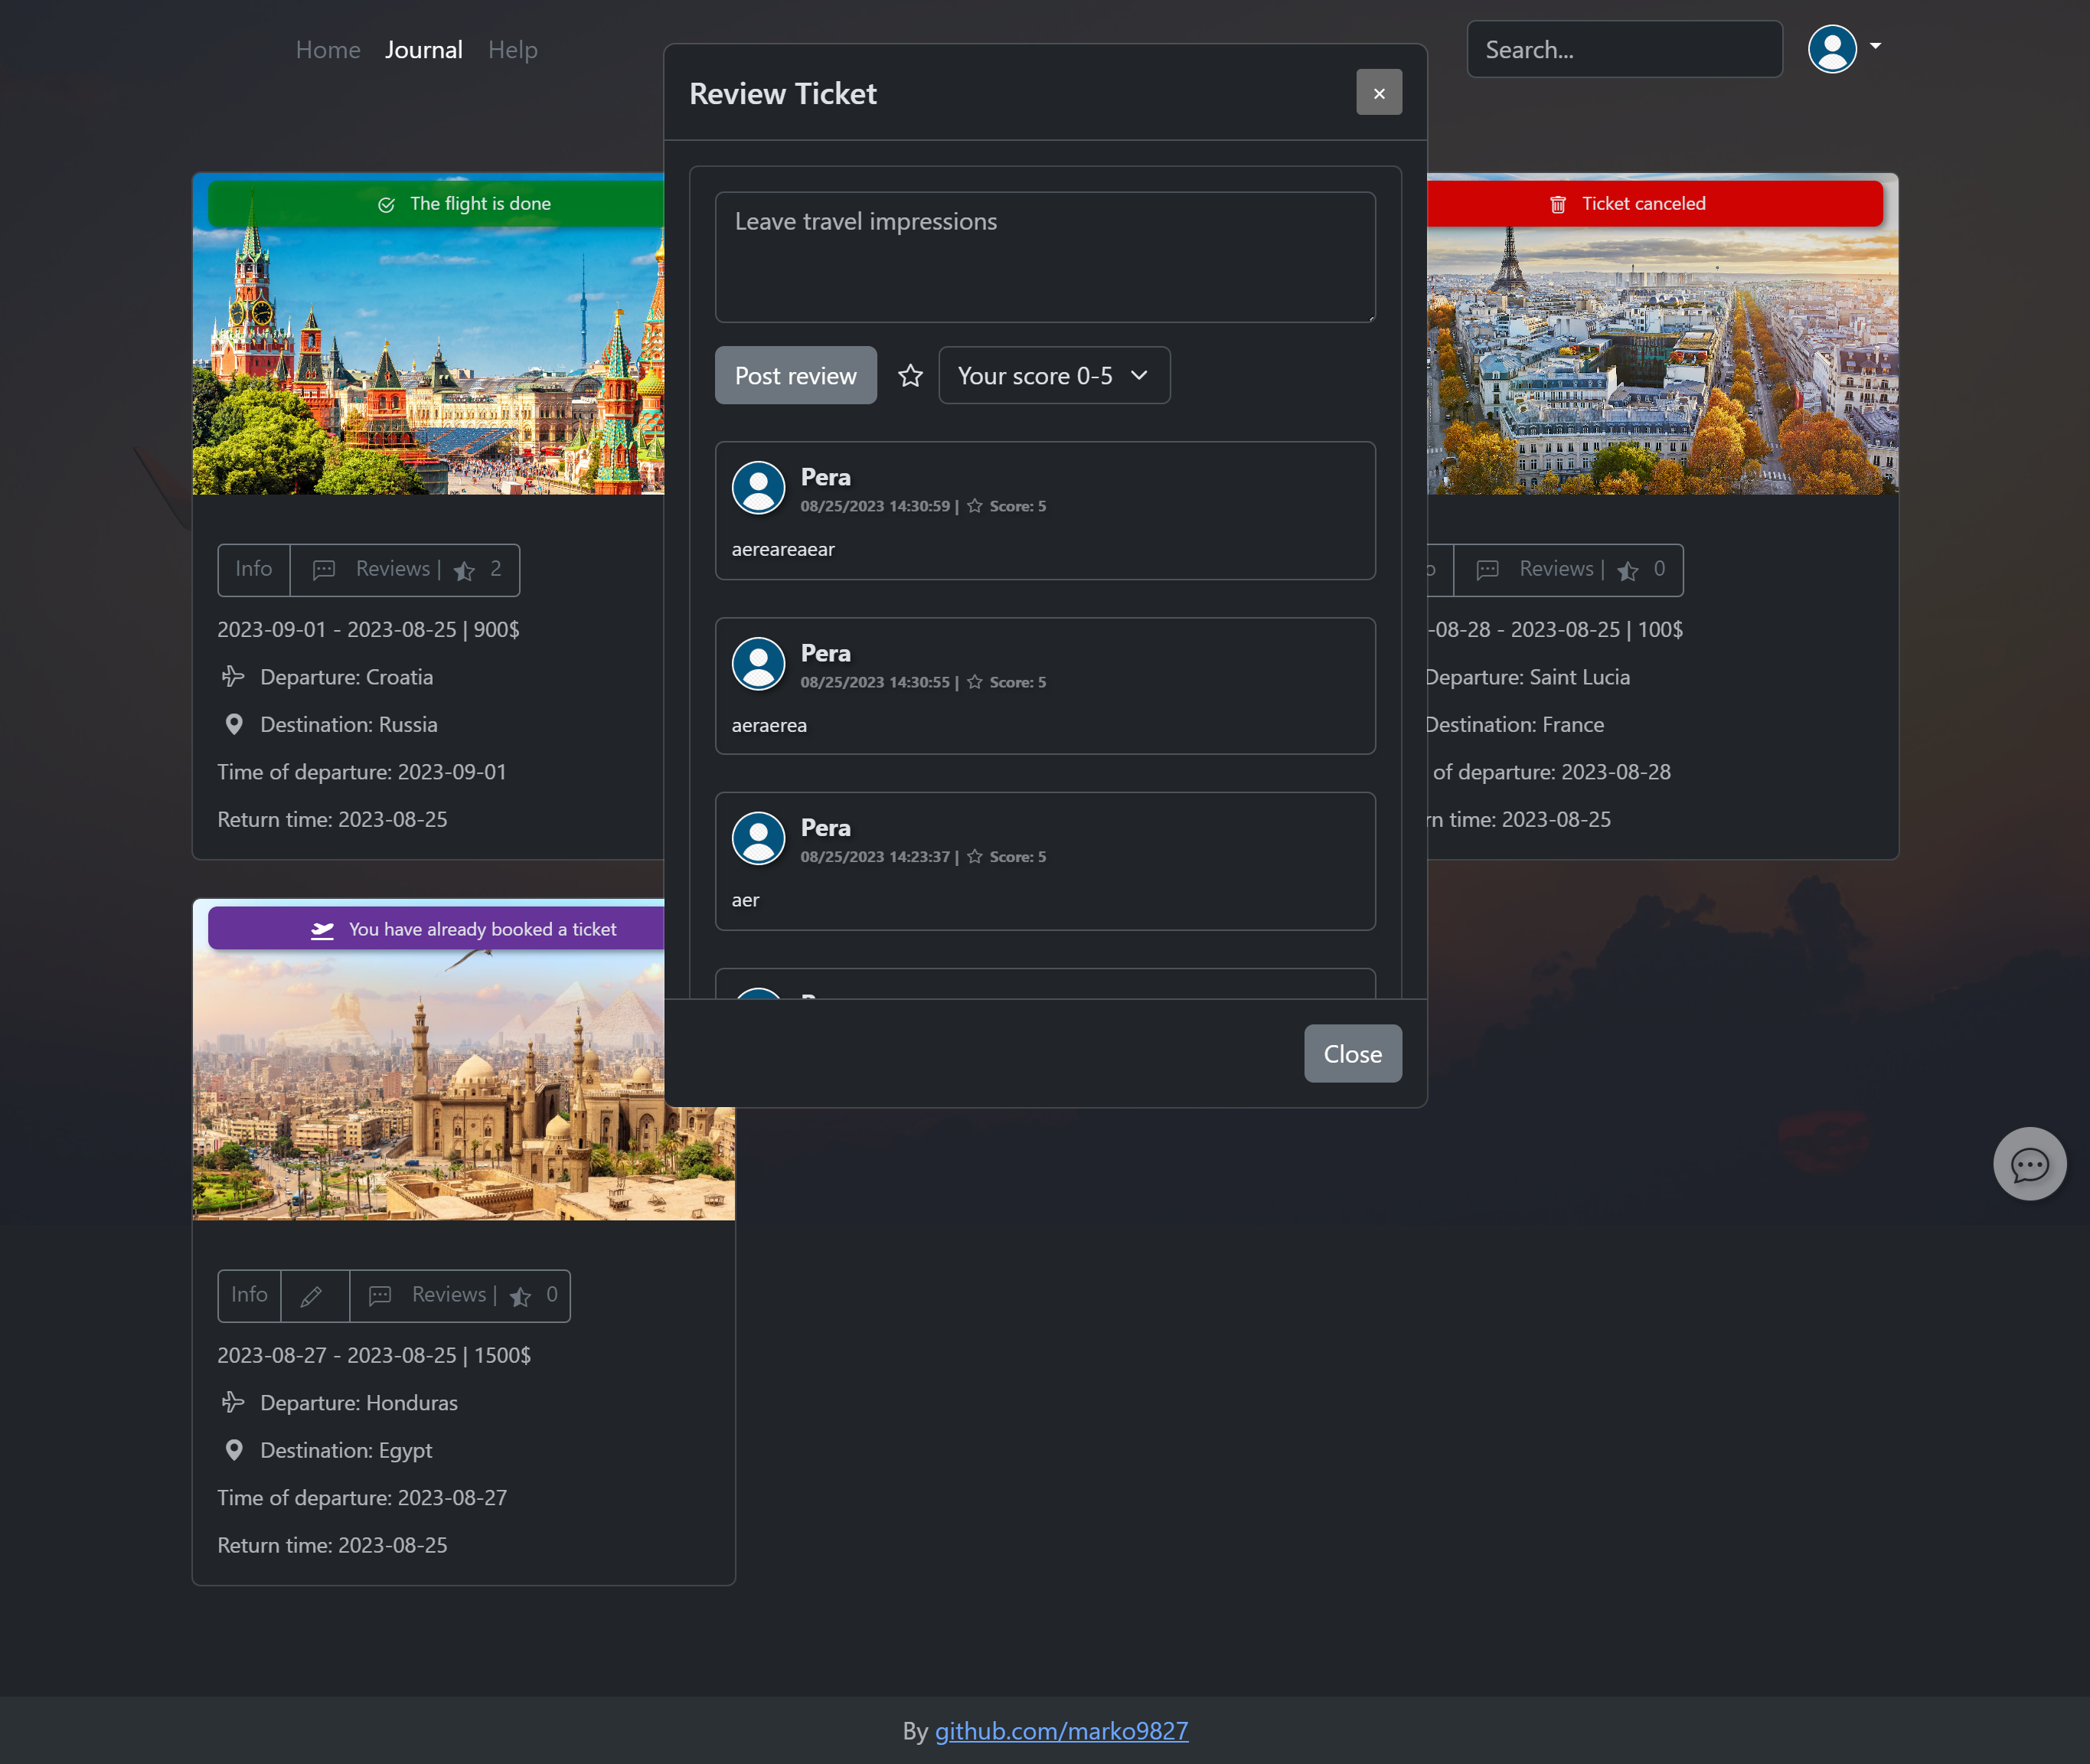 Home Journal Help
Search...
Review Ticket
×
Leave travel impressions
Post review
Your score 0-5
Pera
08/25/2023 14:30:59 | Score: 5
aereareaear
Pera
08/25/2023 14:30:55 | Score: 5
aeraerea
Pera
08/25/2023 14:23:37 | Score: 5
aer
Close
The flight is done
Info
Reviews | 2
2023-09-01 - 2023-08-25 | 900$
Departure: Croatia
Destination: Russia
Time of departure: 2023-09-01
Return time: 2023-08-25
Ticket canceled
Reviews | 0
-08-28 - 2023-08-25 | 100$
Departure: Saint Lucia
Destination: France
of departure: 2023-08-28
time: 2023-08-25
You have already booked a ticket
Info
Reviews | 0
2023-08-27 - 2023-08-25 | 1500$
Departure: Honduras
Destination: Egypt
Time of departure: 2023-08-27
Return time: 2023-08-25
By github.com/marko9827